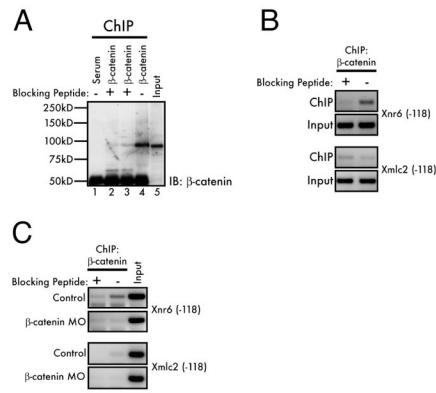 A
ChIP
Serum
β-catenin
β-catenin
β-catenin
Input
Blocking Peptide: - + + -
250kD
150kD
100kD
75kD
50kD
IB: β-catenin
1 2 3 4 5
B
ChIP:
β-catenin
Blocking Peptide: + -
ChIP
Xnr6 (-118)
Input
ChIP
Xmlc2 (-118)
Input
C
ChIP:
β-catenin
Input
Blocking Peptide: + -
Control
Xnr6 (-118)
β-catenin MO
Control
Xmlc2 (-118)
β-catenin MO